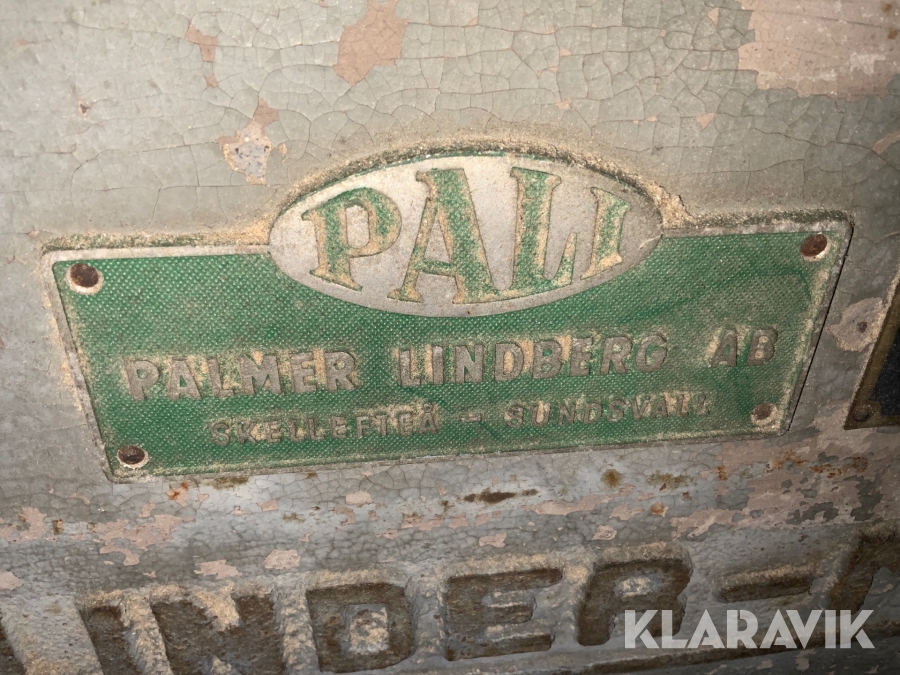 PALI
PALMER LINDBERG AB
SKELLEFTEÅ - SUNDSVALL
NDER-
KLARAVIK